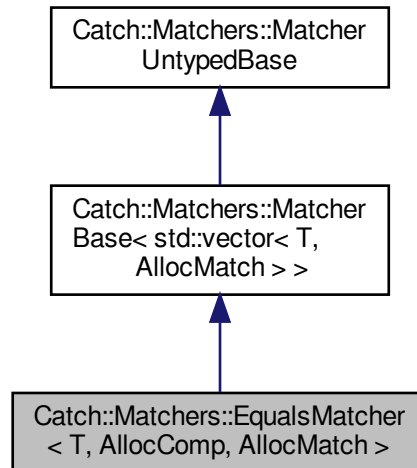 Catch::Matchers::Matcher
UntypedBase
Catch::Matchers::Matcher
Base< std::vector< T,
AllocMatch > >
Catch::Matchers::EqualsMatcher
< T, AllocComp, AllocMatch >